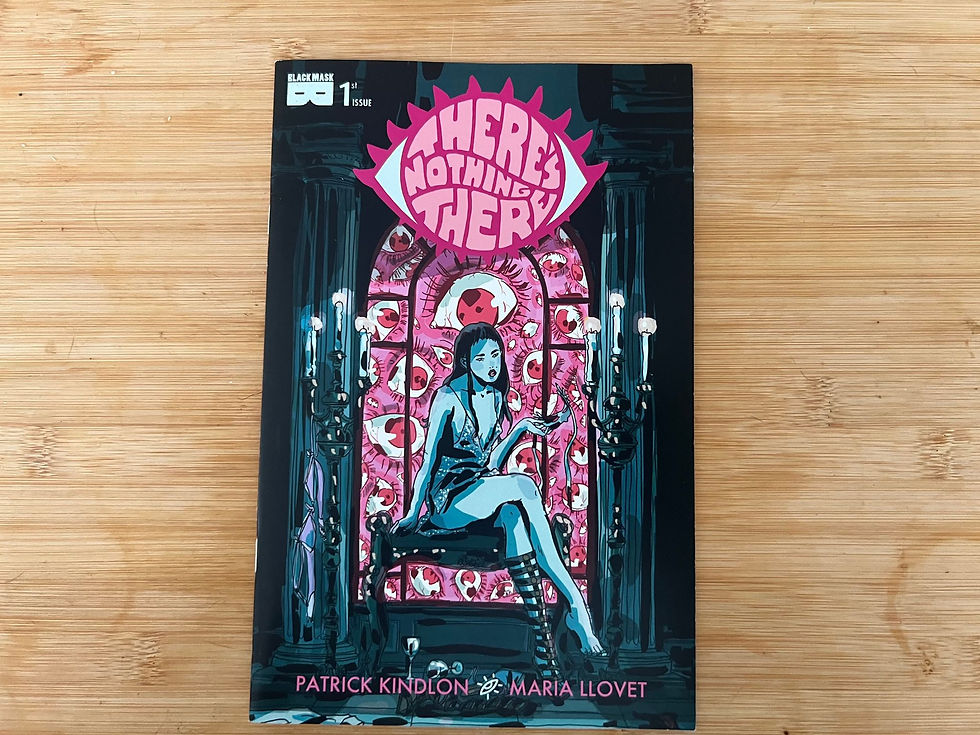 BLACK MASK
1st
ISSUE
THERE'S
NOTHING
THERE
PATRICK KINDLON MARIA LLOVET